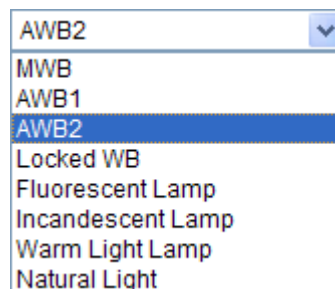 AWB2
MWB
AWB1
AWB2
Locked WB
Fluorescent Lamp
Incandescent Lamp
Warm Light Lamp
Natural Light